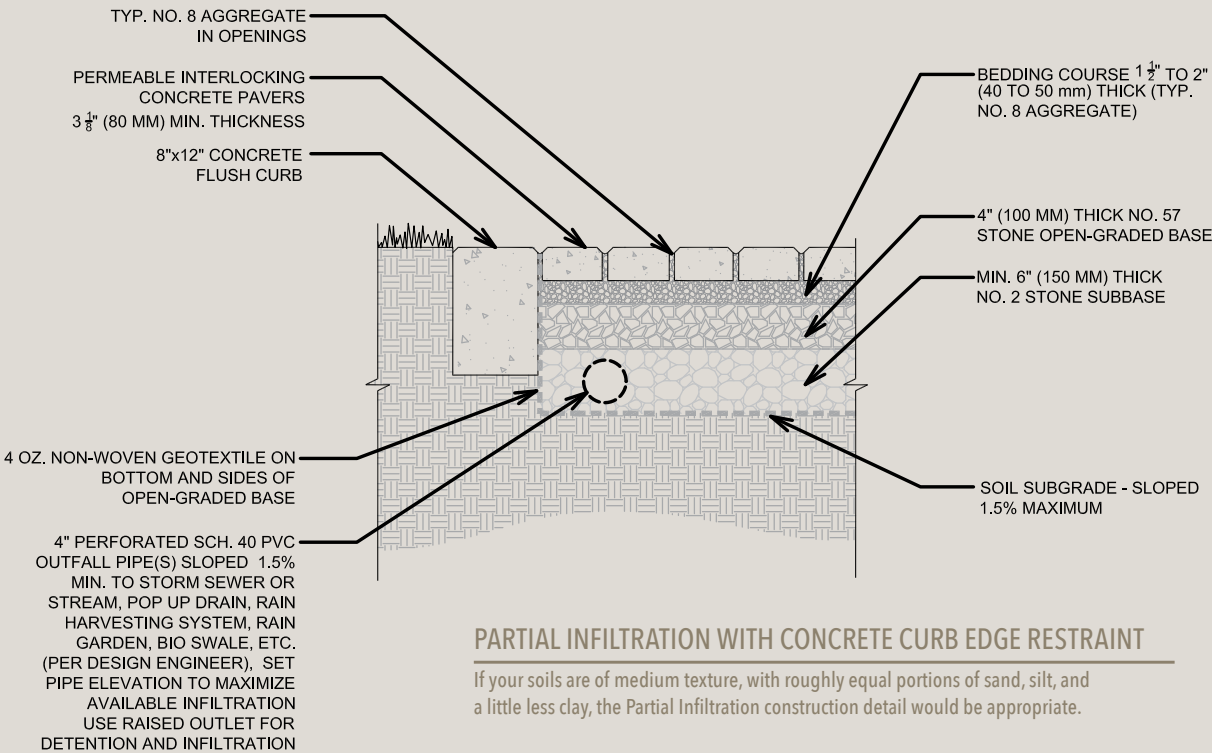 TYP. NO. 8 AGGREGATE
IN OPENINGS
PERMEABLE INTERLOCKING
CONCRETE PAVERS
3 1/8" (80 MM) MIN. THICKNESS
8"x12" CONCRETE
FLUSH CURB
4 OZ. NON-WOVEN GEOTEXTILE ON
BOTTOM AND SIDES OF
OPEN-GRADED BASE
4" PERFORATED SCH. 40 PVC
OUTFALL PIPE(S) SLOPED 1.5%
MIN. TO STORM SEWER OR
STREAM, POP UP DRAIN, RAIN
HARVESTING SYSTEM, RAIN
GARDEN, BIO SWALE, ETC.
(PER DESIGN ENGINEER), SET
PIPE ELEVATION TO MAXIMIZE
AVAILABLE INFILTRATION
USE RAISED OUTLET FOR
DETENTION AND INFILTRATION
BEDDING COURSE 1 1/2" TO 2"
(40 TO 50 mm) THICK (TYP.
NO. 8 AGGREGATE)
4" (100 MM) THICK NO. 57
STONE OPEN-GRADED BASE
MIN. 6" (150 MM) THICK
NO. 2 STONE SUBBASE
SOIL SUBGRADE - SLOPED
1.5% MAXIMUM
PARTIAL INFILTRATION WITH CONCRETE CURB EDGE RESTRAINT
If your soils are of medium texture, with roughly equal portions of sand, silt, and
a little less clay, the Partial Infiltration construction detail would be appropriate.